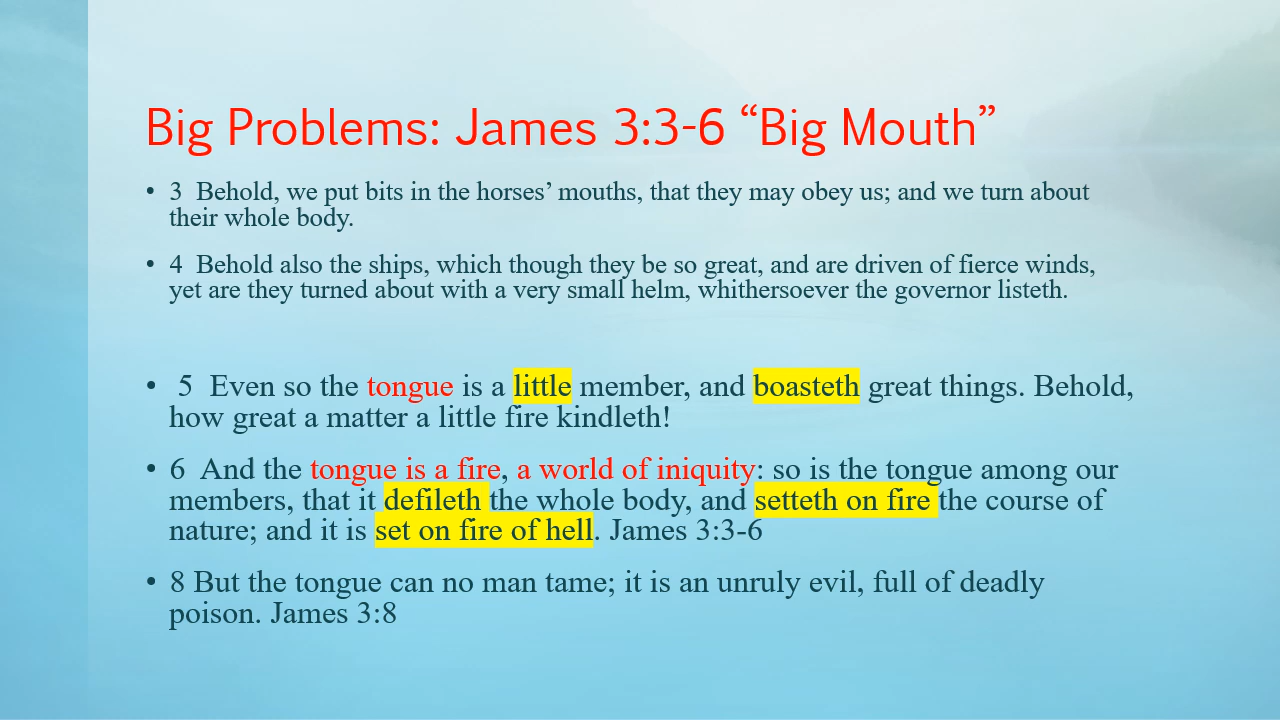 Big Problems: James 3:3-6 “Big Mouth”
• 3  Behold, we put bits in the horses’ mouths, that they may obey us; and we turn about
their whole body.
• 4  Behold also the ships, which though they be so great, and are driven of fierce winds,
yet are they turned about with a very small helm, whithersoever the governor listeth.
•  5  Even so the tongue is a little member, and boasteth great things. Behold,
how great a matter a little fire kindleth!
• 6  And the tongue is a fire, a world of iniquity: so is the tongue among our
members, that it defileth the whole body, and setteth on fire the course of
nature; and it is set on fire of hell. James 3:3-6
• 8 But the tongue can no man tame; it is an unruly evil, full of deadly
poison. James 3:8